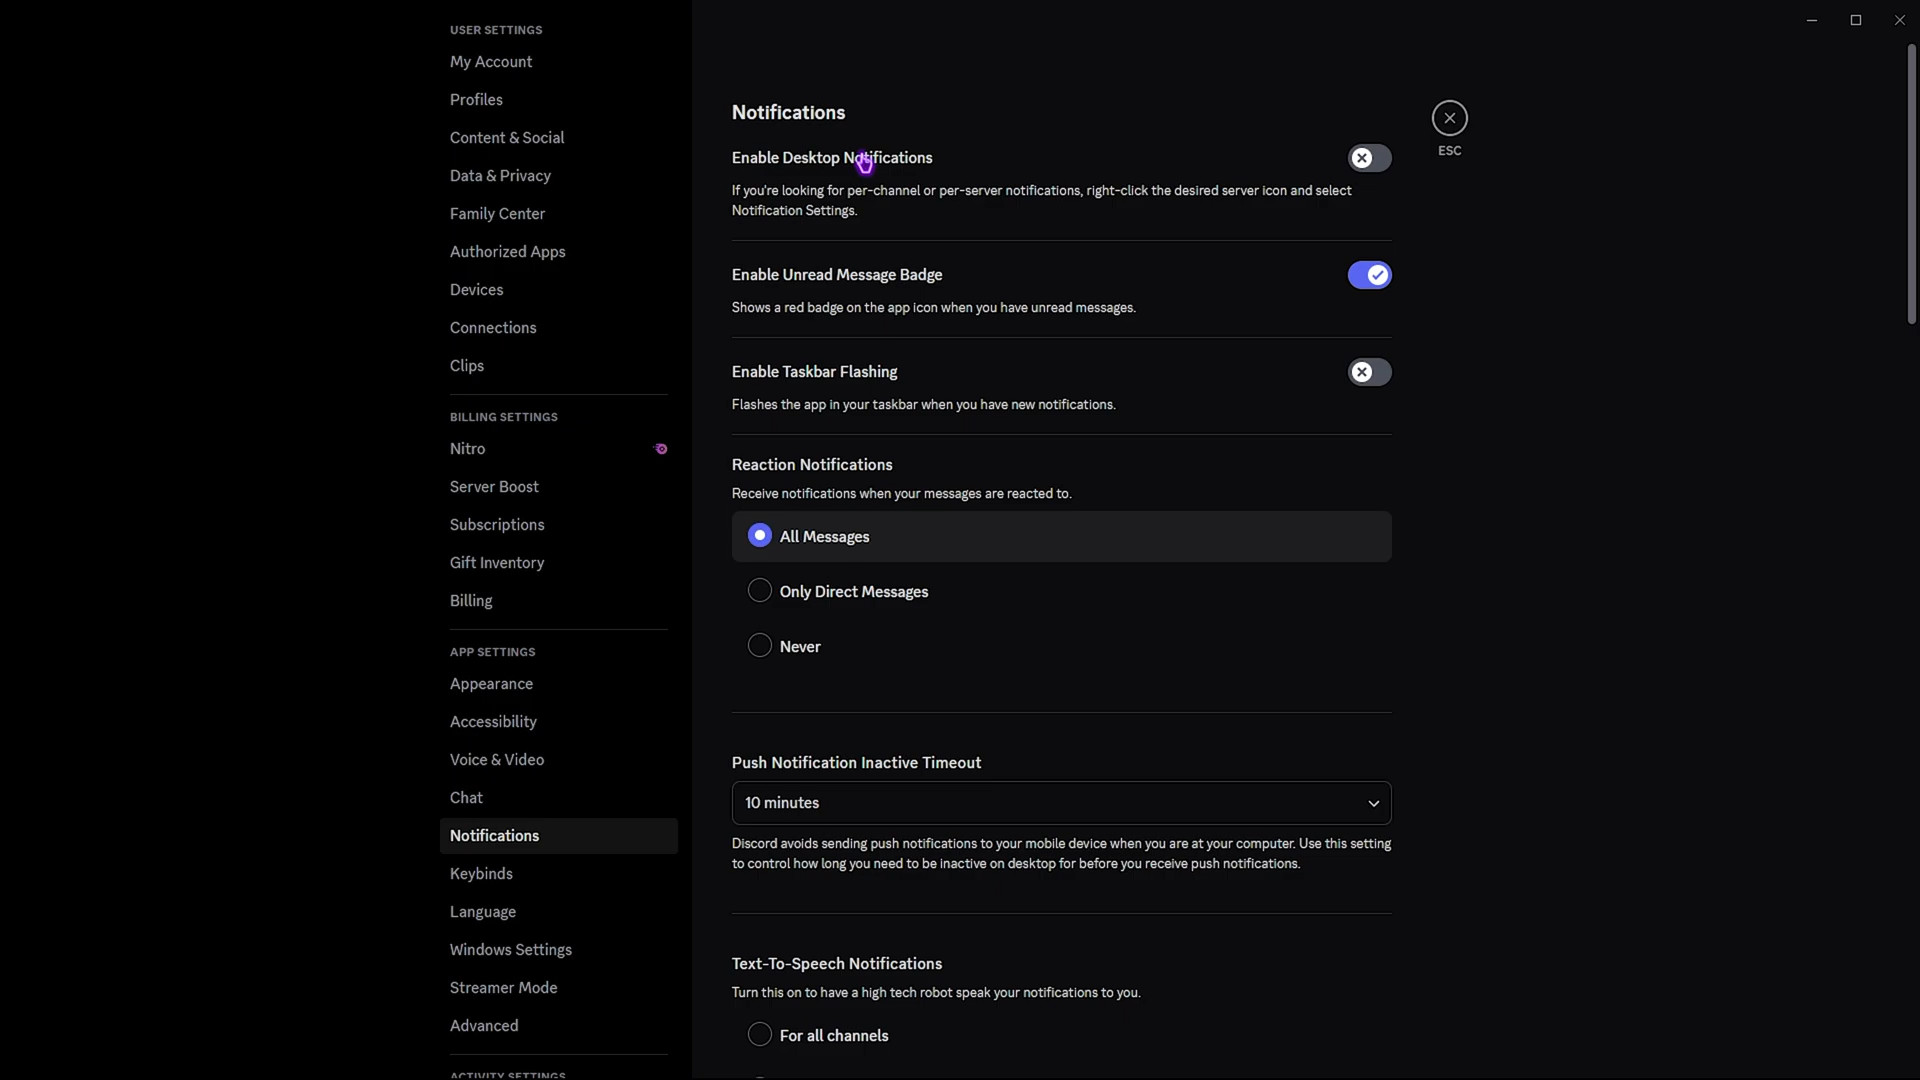 USER SETTINGS
My Account
Profiles
Content & Social
Data & Privacy
Family Center
Authorized Apps
Devices
Connections
Clips
BILLING SETTINGS
Nitro
Server Boost
Subscriptions
Gift Inventory
Billing
APP SETTINGS
Appearance
Accessibility
Voice & Video
Chat
Notifications
Keybinds
Language
Windows Settings
Streamer Mode
Advanced
ACTIVITY SETTINGS
Notifications
ESC
Enable Desktop Notifications
If you're looking for per-channel or per-server notifications, right-click the desired server icon and select
Notification Settings.
Enable Unread Message Badge
Shows a red badge on the app icon when you have unread messages.
Enable Taskbar Flashing
Flashes the app in your taskbar when you have new notifications.
Reaction Notifications
Receive notifications when your messages are reacted to.
All Messages
Only Direct Messages
Never
Push Notification Inactive Timeout
10 minutes
Discord avoids sending push notifications to your mobile device when you are at your computer. Use this setting
to control how long you need to be inactive on desktop for before you receive push notifications.
Text-To-Speech Notifications
Turn this on to have a high tech robot speak your notifications to you.
For all channels